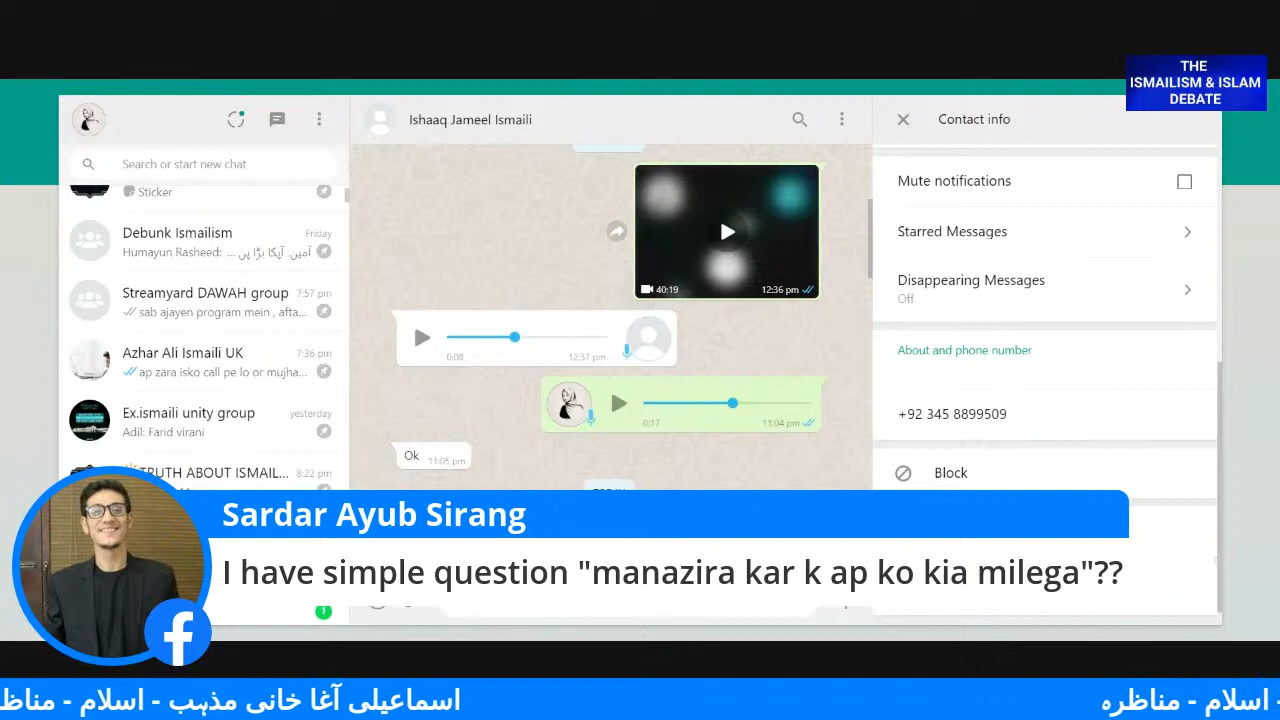 THE
ISMAILISM & ISLAM
DEBATE
Ishaaq Jameel Ismaili
Contact info
Search or start new chat
Sticker
Debunk Ismailism
Friday
Humayun Rasheed: آمین. آپکا بڑا پن ...
Streamyard DAWAH group
7:57 pm
sab ajayen program mein , afta...
Azhar Ali Ismaili UK
7:36 pm
ap zara isko call pe lo or mujha...
Ex.ismaili unity group
yesterday
Adil: Farid virani
TRUTH ABOUT ISMAIL...
8:22 pm
40:19
12:36 pm
0:08
12:37 pm
0:17
11:04 pm
Ok
11:05 pm
Mute notifications
Starred Messages
Disappearing Messages
Off
About and phone number
+92 345 8899509
Block
Sardar Ayub Sirang
I have simple question "manazira kar k ap ko kia milega"??
1
اسماعیلی آغا خانی مذہب - اسلام - مناظ
- اسلام - مناظرہ